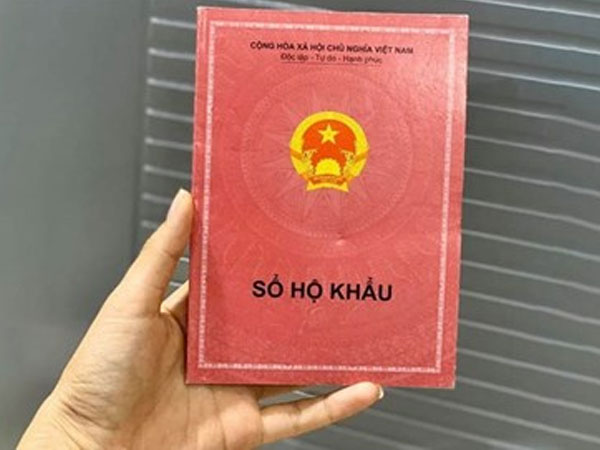 CỘNG HÒA XÃ HỘI CHỦ NGHĨA VIỆT NAM
Độc lập - Tự do - Hạnh phúc
SỔ HỘ KHẨU